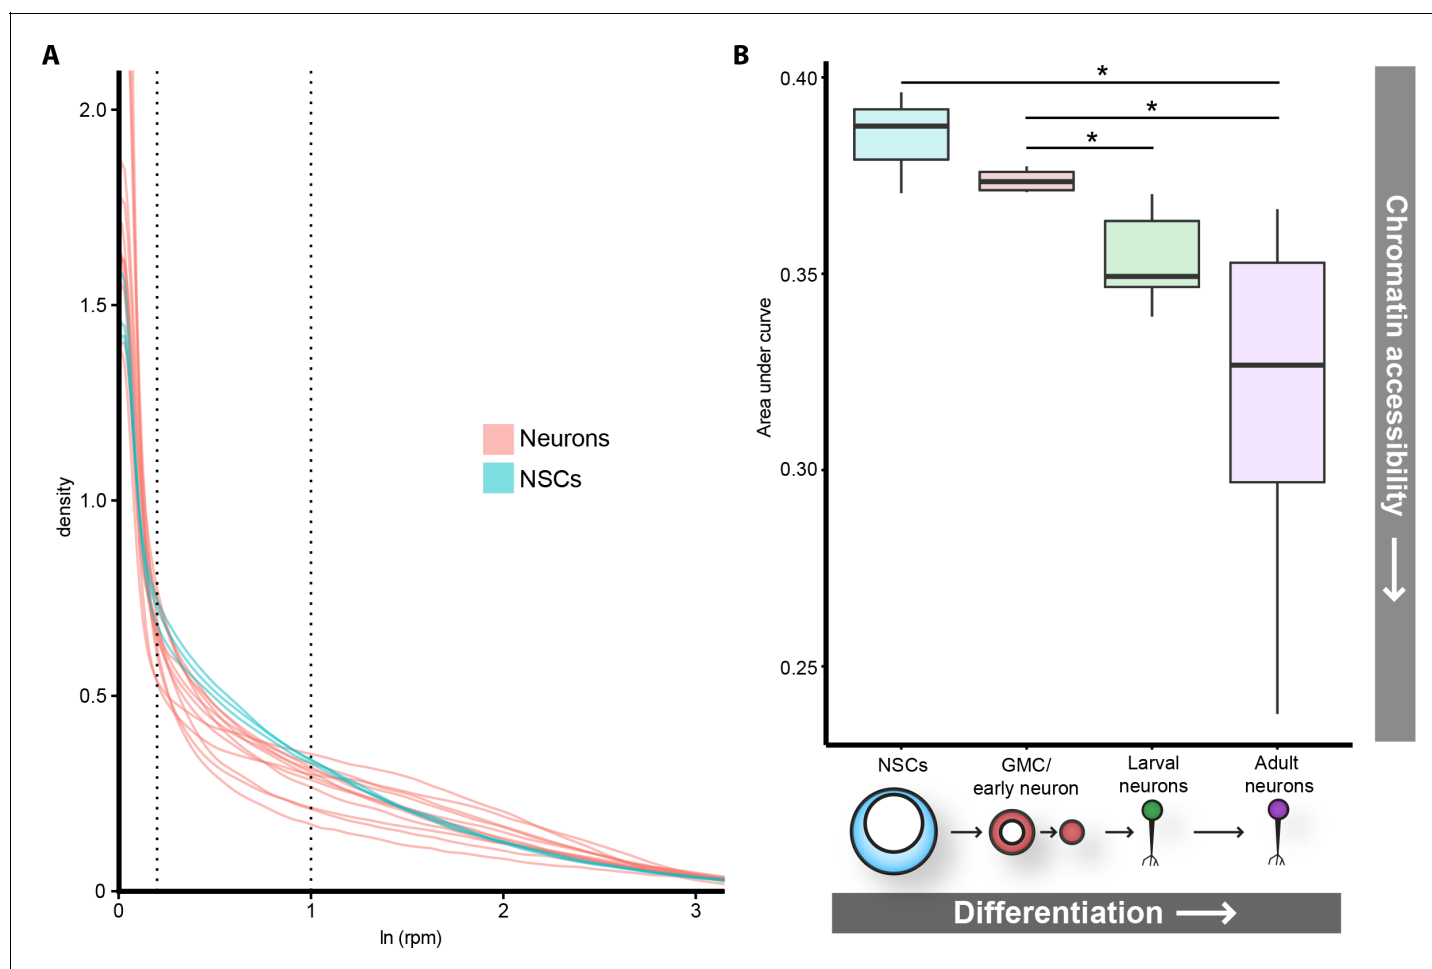 A
2.0
1.5
1.0
0.5
0
density
0
1
2
3
ln (rpm)
Neurons
NSCs
B
0.40
0.35
0.30
0.25
Area under curve
*
*
*
NSCs
GMC/
early neuron
Larval
neurons
Adult
neurons
Differentiation
Chromatin accessibility